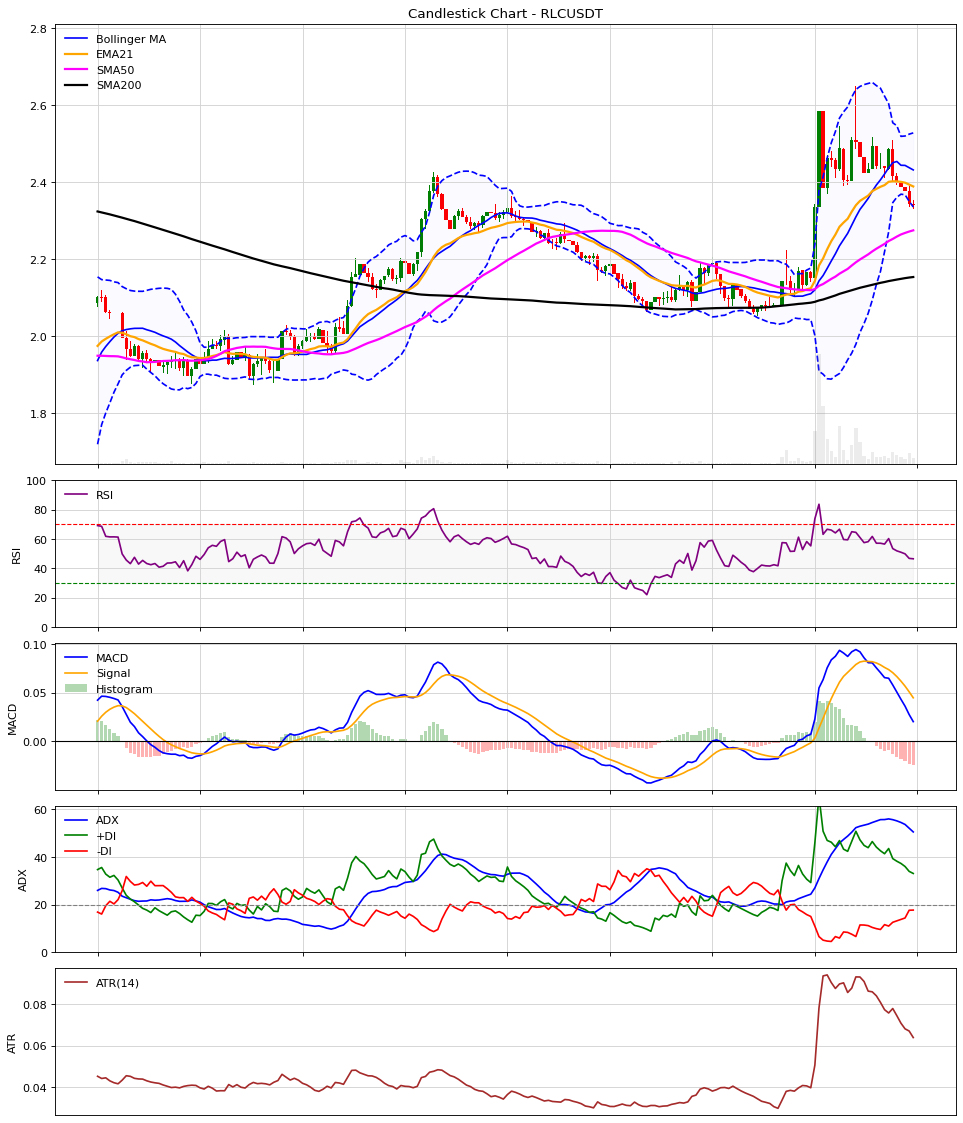 Candlestick Chart - RLCUSDT
2.8
Bollinger MA
EMA21
SMA50
SMA200
2.6
2.4
2.2
2.0
1.8
100
RSI
80
60
RSI
40
20
0
0.10
MACD
Signal
Histogram
0.05
MACD
0.00
60
ADX
+DI
-DI
40
ADX
20
0
ATR(14)
0.08
0.06
ATR
0.04